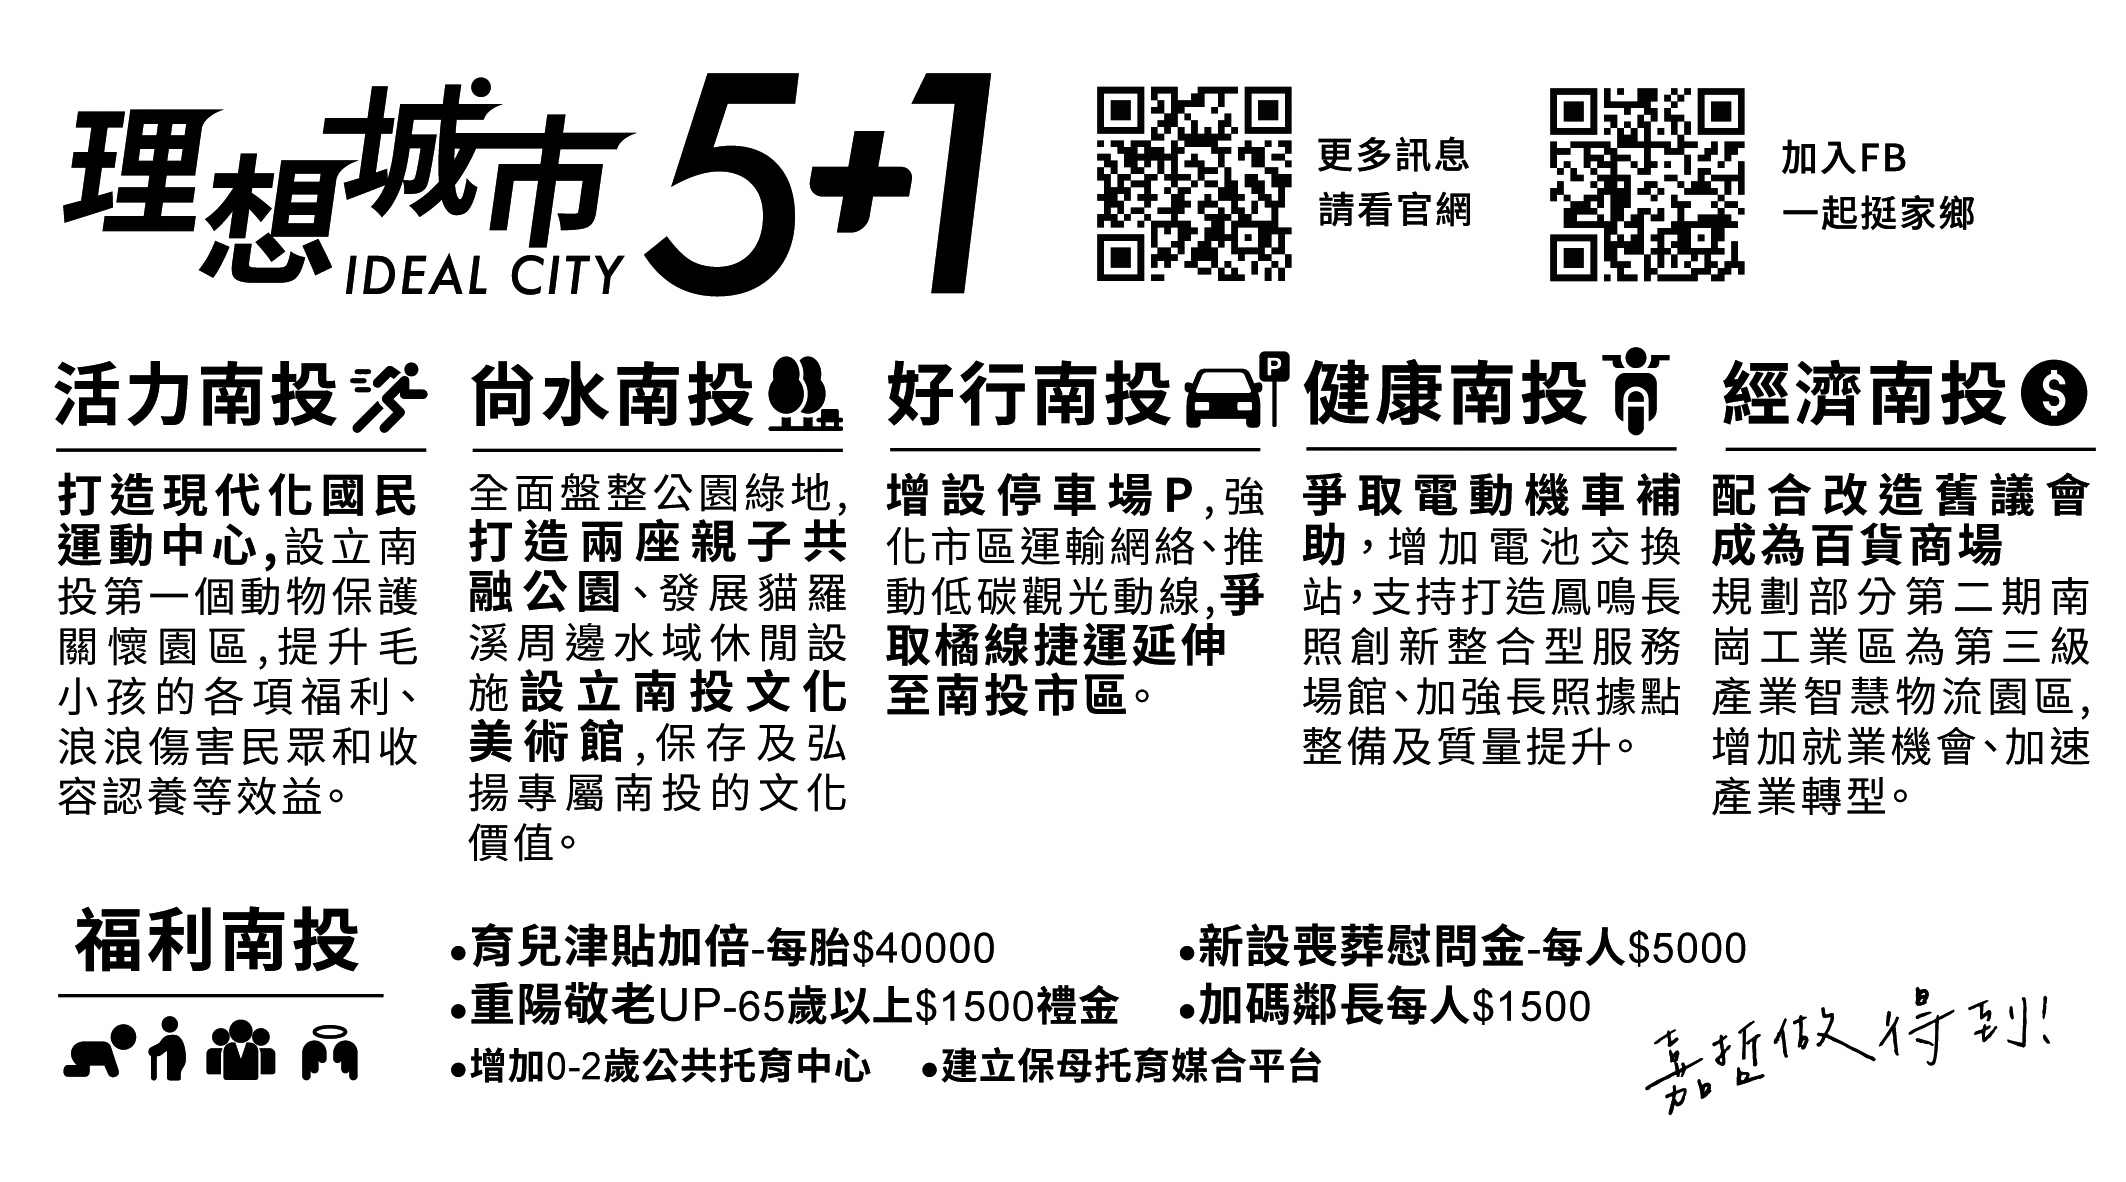 理想城市 5+1
IDEAL CITY
更多訊息
請看官網
加入FB
一起挺家鄉
活力南投
打造現代化國民
運動中心,設立南
投第一個動物保護
關懷園區,提升毛
小孩的各項福利、
浪浪傷害民眾和收
容認養等效益。
尚水南投
全面盤整公園綠地,
打造兩座親子共
融公園、發展貓羅
溪周邊水域休閒設
施設立南投文化
美術館,保存及弘
揚專屬南投的文化
價值。
好行南投
P
增設停車場P,強
化市區運輸網絡、推
動低碳觀光動線,爭
取橘線捷運延伸
至南投市區。
健康南投
爭取電動機車補
助,增加電池交換
站,支持打造鳳鳴長
照創新整合型服務
場館、加強長照據點
整備及質量提升。
經濟南投
$
配合改造舊議會
成為百貨商場
規劃部分第二期南
崗工業區為第三級
產業智慧物流園區,
增加就業機會、加速
產業轉型。
福利南投
•育兒津貼加倍-每胎$40000
•新設喪葬慰問金-每人$5000
•重陽敬老UP-65歲以上$1500禮金
•加碼鄰長每人$1500
•增加0-2歲公共托育中心
•建立保母托育媒合平台
嘉哲做得到!